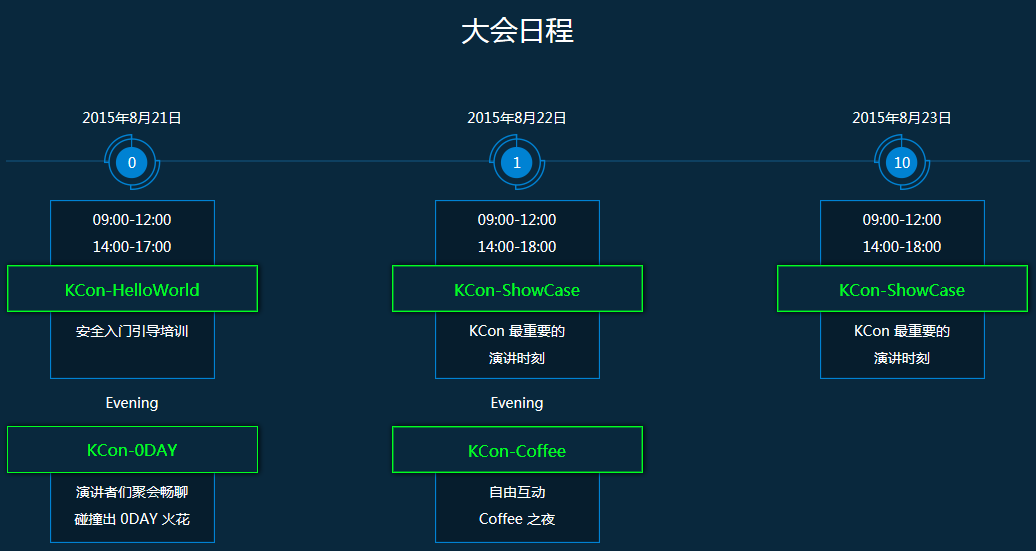 大会日程
2015年8月21日
0
09:00-12:00
14:00-17:00
KCon-HelloWorld
安全入门引导培训
Evening
KCon-0DAY
演讲者们聚会畅聊
碰撞出 0DAY 火花
2015年8月22日
1
09:00-12:00
14:00-18:00
KCon-ShowCase
KCon 最重要的
演讲时刻
Evening
KCon-Coffee
自由互动
Coffee 之夜
2015年8月23日
10
09:00-12:00
14:00-18:00
KCon-ShowCase
KCon 最重要的
演讲时刻